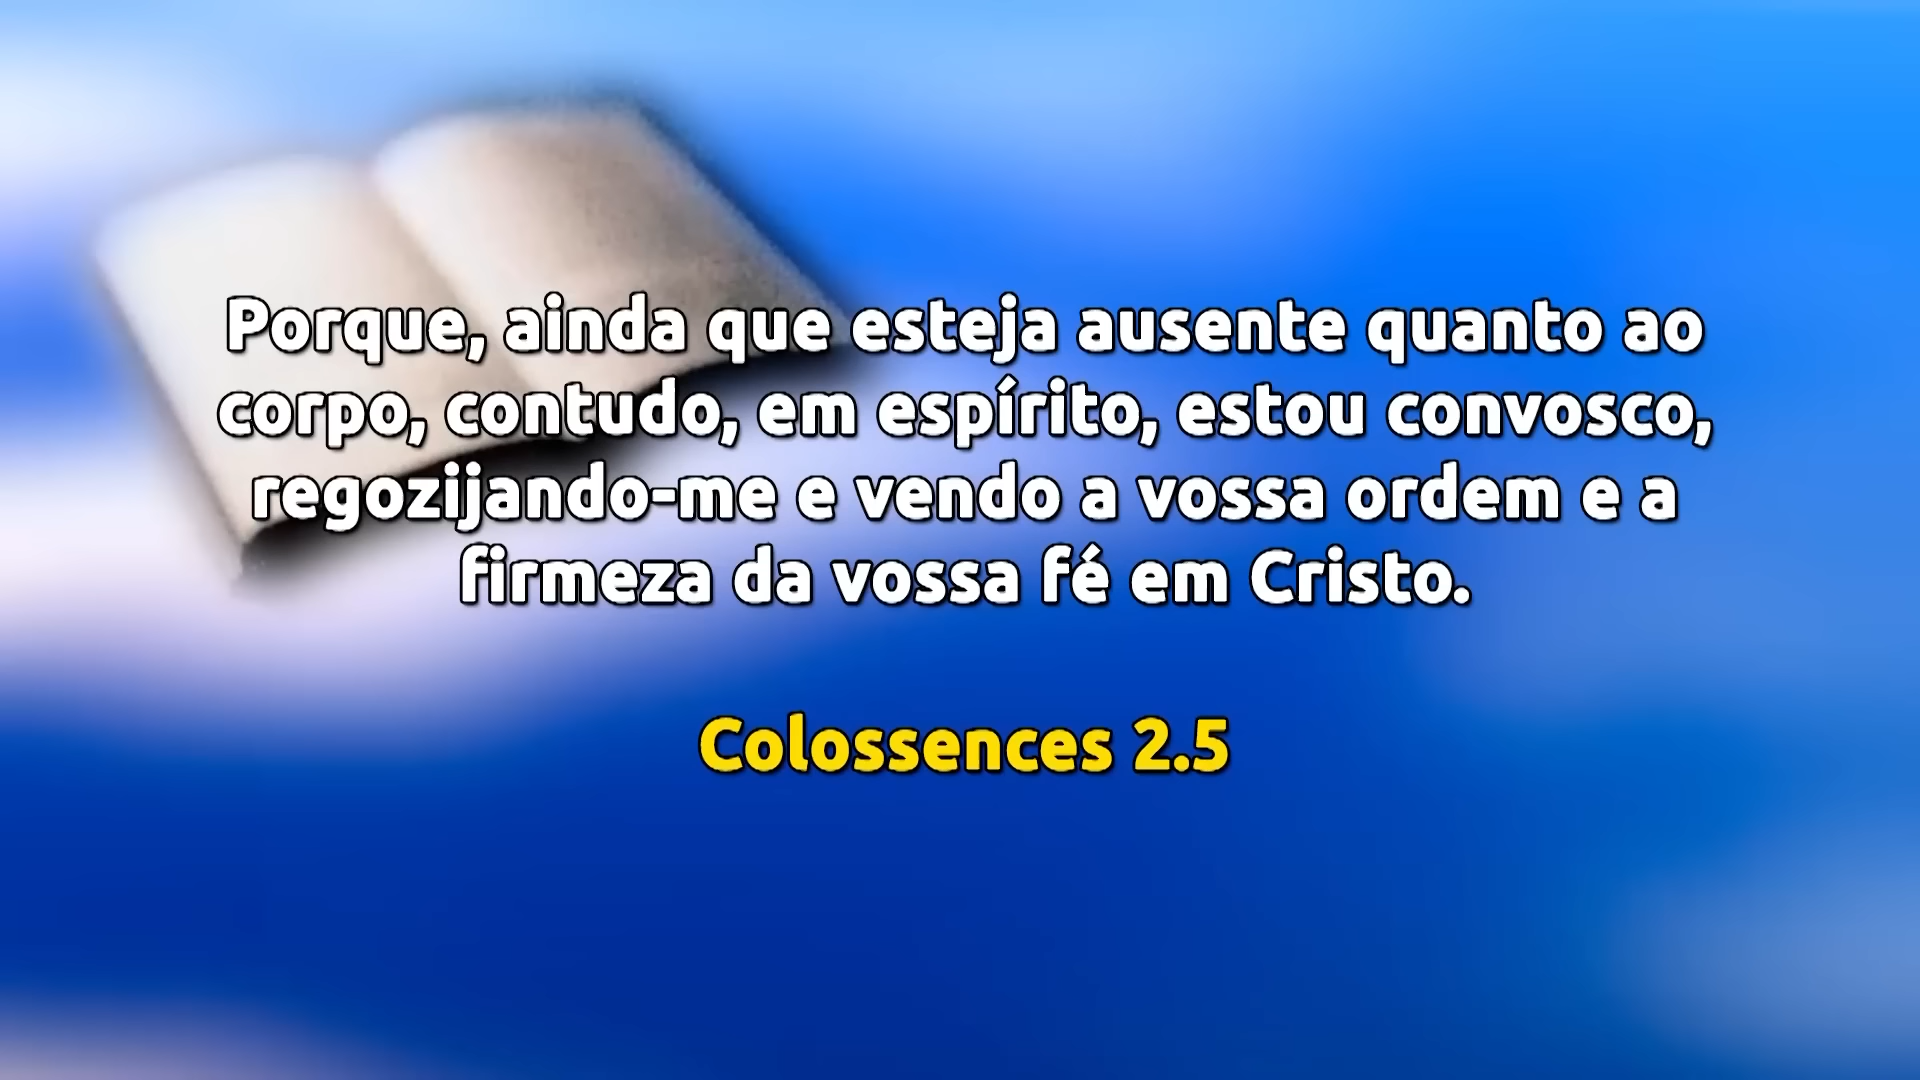 Porque, ainda que esteja ausente quanto ao
corpo, contudo, em espírito, estou convosco,
regozijando-me e vendo a vossa ordem e a
firmeza da vossa fé em Cristo.
Colossences 2.5